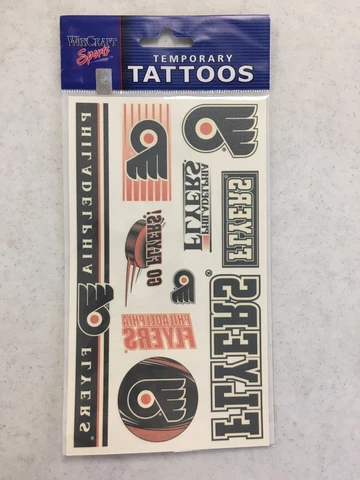 WinCraft
Sports
TEMPORARY
TATTOOS
PHILADELPHIA FLYERS
FLYERS
PHILADELPHIA
FLYERS
GO FLYERS!
PHILADELPHIA
FLYERS
FLYERS